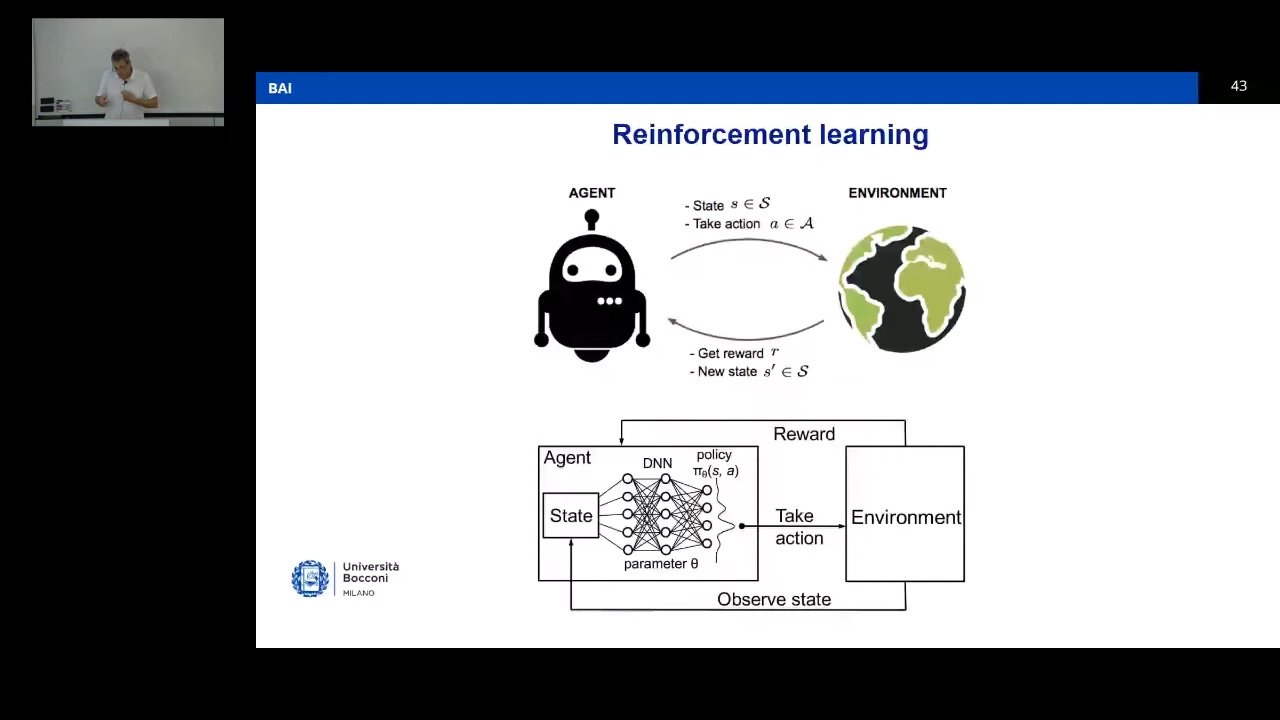 BAI
43
Reinforcement learning
AGENT
ENVIRONMENT
- State s ∈ 𝒮
- Take action a ∈ 𝒜
- Get reward r
- New state s′ ∈ 𝒮
Reward
Agent
DNN
policy
πθ(s, a)
State
Take
action
Environment
parameter θ
Observe state
Università
Bocconi
MILANO